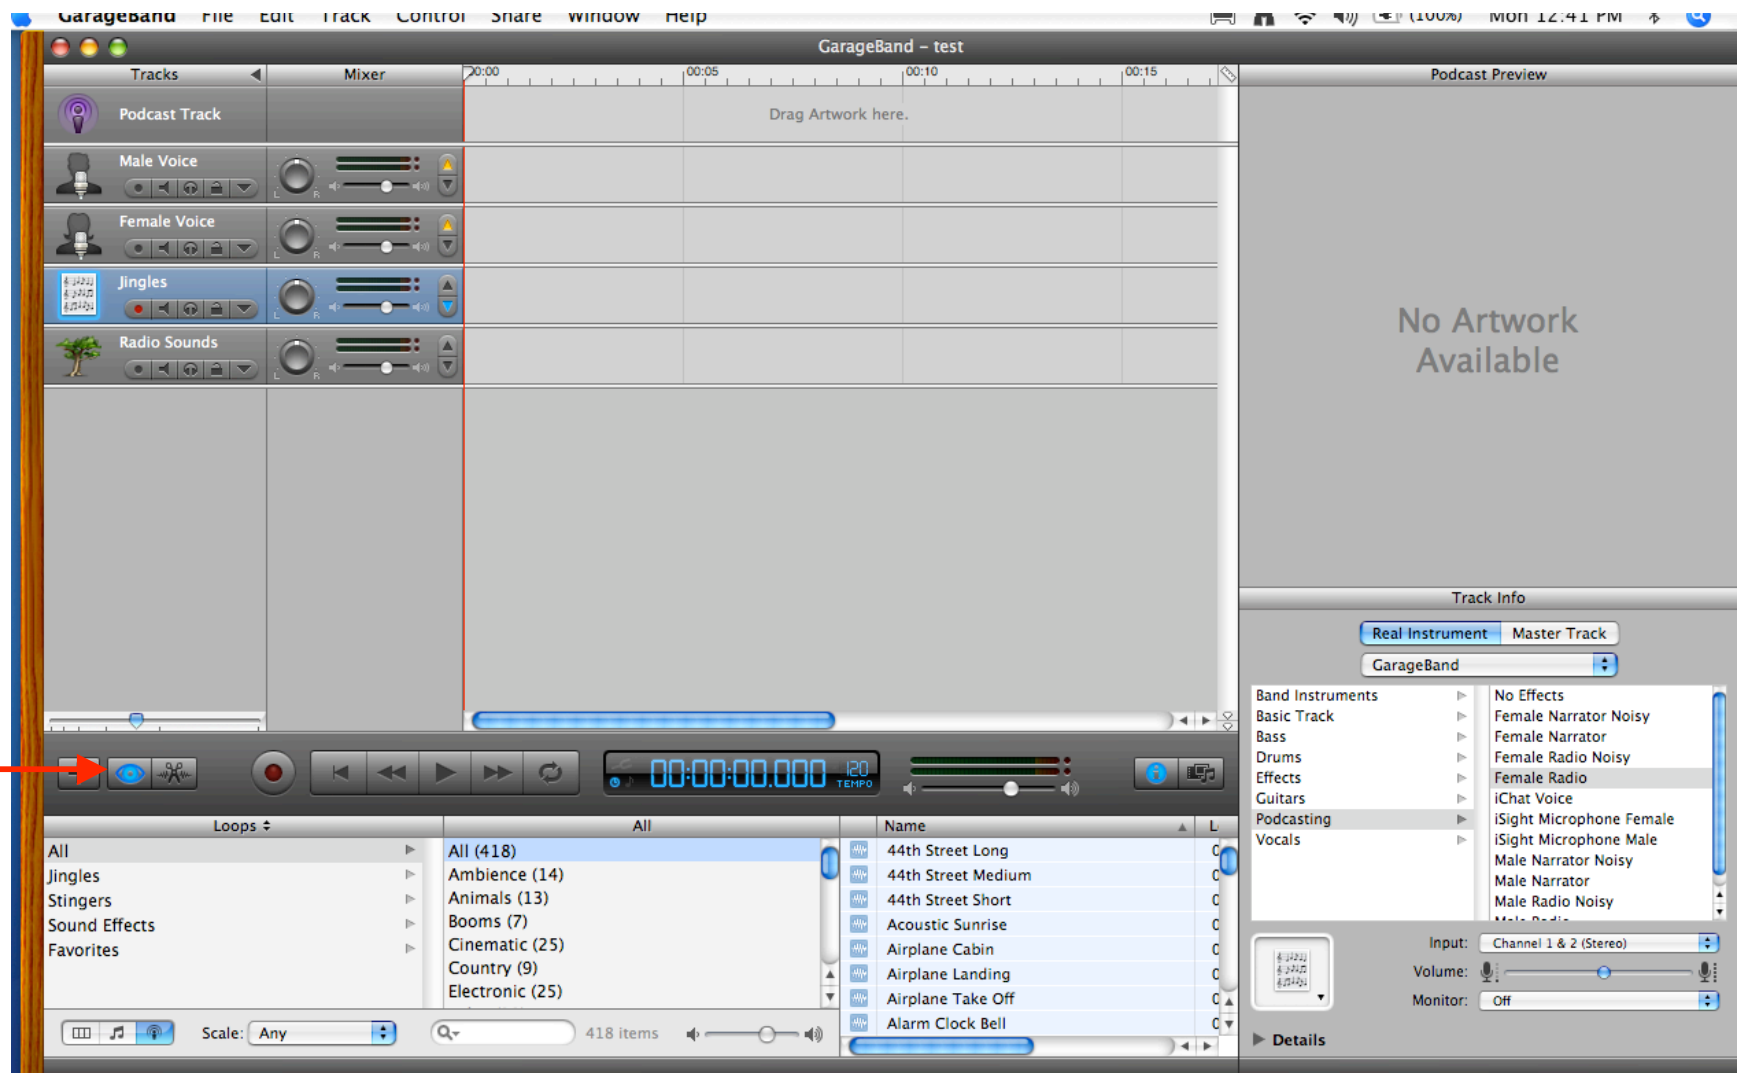 GarageBand File Edit Track Control Share Window Help (100%) Mon 12:41 PM
GarageBand – test
Tracks Mixer 00:00 00:05 00:10 00:15 Podcast Preview
Podcast Track Drag Artwork here.
Male Voice
L R
Female Voice
L R
Jingles
L R
Radio Sounds
L R
No Artwork
Available
Track Info
Real Instrument Master Track
GarageBand
Band Instruments No Effects
Basic Track Female Narrator Noisy
Bass Female Narrator
Drums Female Radio Noisy
Effects Female Radio
Guitars iChat Voice
Podcasting iSight Microphone Female
Vocals iSight Microphone Male
Male Narrator Noisy
Male Narrator
Male Radio Noisy
Male Radio
00:00:00.000 120
TEMPO
Loops All Name L
All All (418) 44th Street Long
Jingles Ambience (14) 44th Street Medium
Stingers Animals (13) 44th Street Short
Sound Effects Booms (7) Acoustic Sunrise
Favorites Cinematic (25) Airplane Cabin
Country (9) Airplane Landing
Electronic (25) Airplane Take Off
Alarm Clock Bell
Scale: Any 418 items
Input: Channel 1 & 2 (Stereo)
Volume:
Monitor: Off
Details